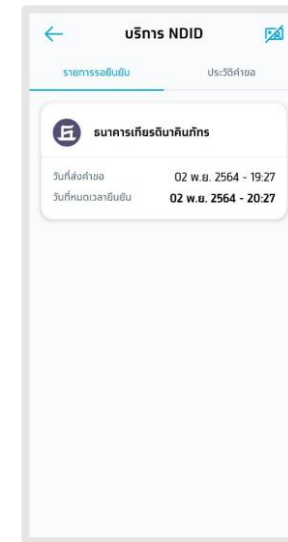 บริการ NDID
รายการรอยืนยัน ประวัติคำขอ
ธนาคารเกียรตินาคินภัทร
วันที่ส่งคำขอ 02 พ.ย. 2564 - 19:27
วันที่หมดเวลายืนยัน 02 พ.ย. 2564 - 20:27